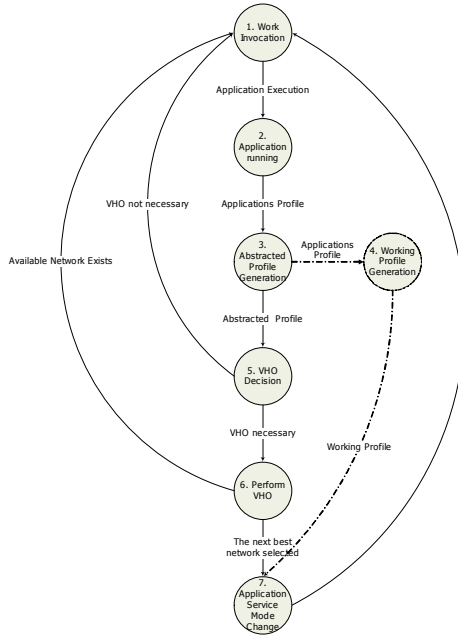 1. Work
Invocation
Application Execution
2.
Application
running
VHO not necessary
Applications Profile
Available Network Exists
3.
Abstracted
Profile
Generation
Applications
Profile
4. Working
Profile
Generation
Abstracted Profile
5. VHO
Decision
VHO necessary
Working Profile
6. Perform
VHO
The next best
network selected
7.
Application
Service
Mode
Change